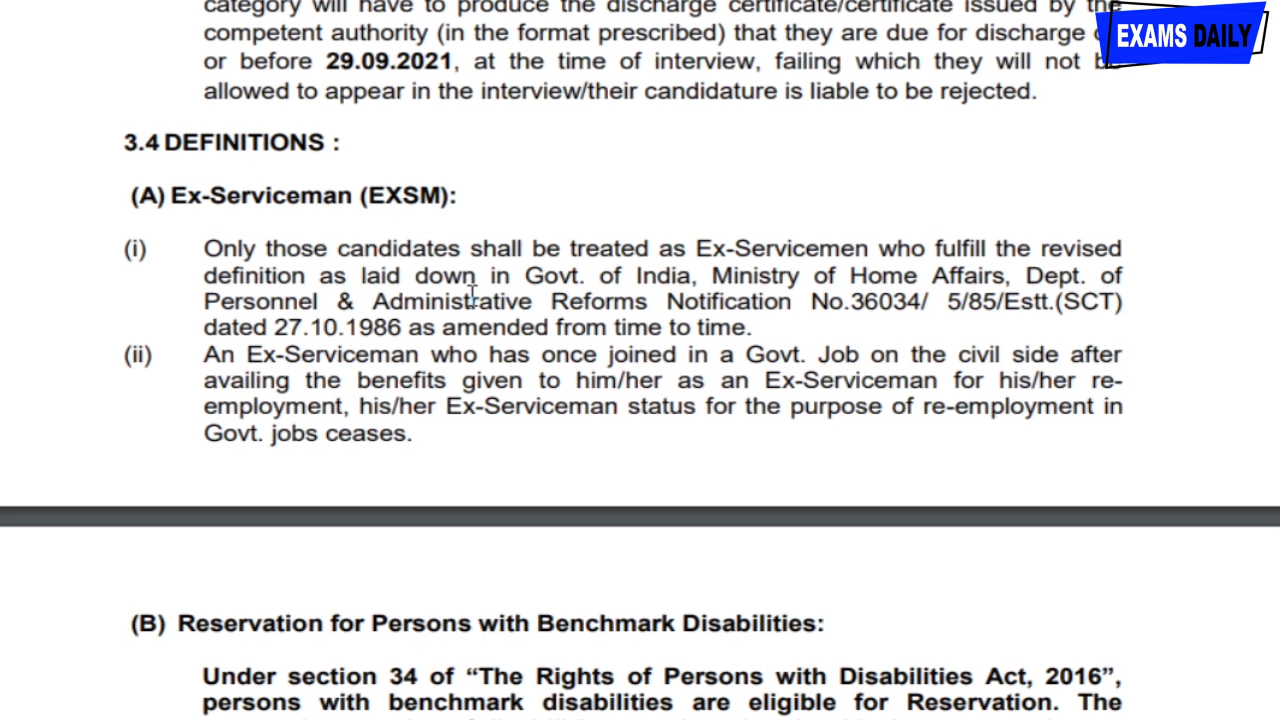 category will have to produce the discharge certificate/certificate issued by the
EXAMS DAILY
competent authority (in the format prescribed) that they are due for discharge
or before 29.09.2021, at the time of interview, failing which they will not
allowed to appear in the interview/their candidature is liable to be rejected.
3.4 DEFINITIONS :
(A) Ex-Serviceman (EXSM):
(i) Only those candidates shall be treated as Ex-Servicemen who fulfill the revised
definition as laid down in Govt. of India, Ministry of Home Affairs, Dept. of
Personnel & Administrative Reforms Notification No.36034/ 5/85/Estt.(SCT)
dated 27.10.1986 as amended from time to time.
(ii) An Ex-Serviceman who has once joined in a Govt. Job on the civil side after
availing the benefits given to him/her as an Ex-Serviceman for his/her re-
employment, his/her Ex-Serviceman status for the purpose of re-employment in
Govt. jobs ceases.
(B) Reservation for Persons with Benchmark Disabilities:
Under section 34 of “The Rights of Persons with Disabilities Act, 2016”,
persons with benchmark disabilities are eligible for Reservation. The